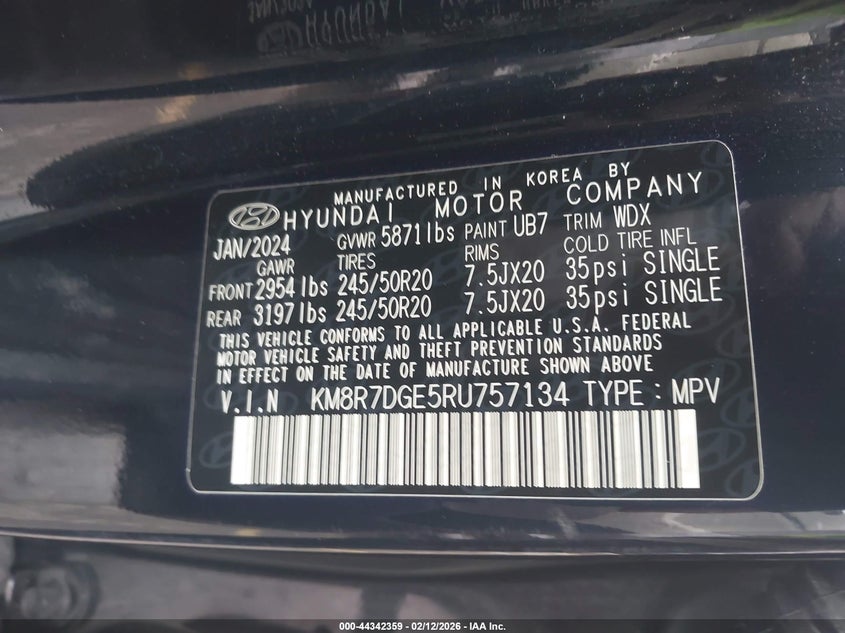 MANUFACTURED IN KOREA BY
HYUNDAI MOTOR COMPANY
JAN/2024 GVWR 5871lbs PAINT UB7 TRIM WDX
GAWR TIRES RIMS COLD TIRE INFL
FRONT 2954lbs 245/50R20 7.5JX20 35psi SINGLE
REAR 3197lbs 245/50R20 7.5JX20 35psi SINGLE
THIS VEHICLE CONFORMS TO ALL APPLICABLE U.S.A. FEDERAL
MOTOR VEHICLE SAFETY AND THEFT PREVENTION STANDARDS
IN EFFECT ON THE DATE OF MANUFACTURE SHOWN ABOVE
V.I.N KM8R7DGE5RU757134 TYPE : MPV
000-44342359 - 02/12/2026 - IAA Inc.